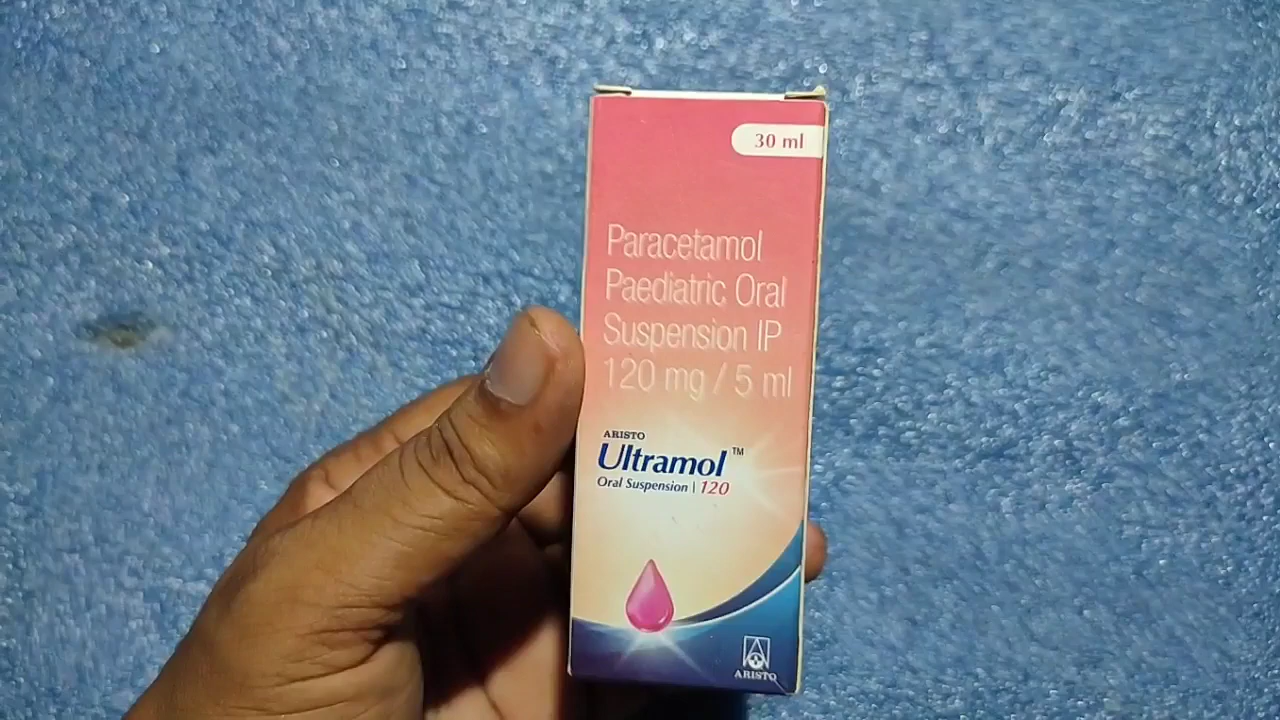 30 ml
Paracetamol
Paediatric Oral
Suspension IP
120 mg / 5 ml
ARISTO
Ultramol™
Oral Suspension | 120
ARISTO